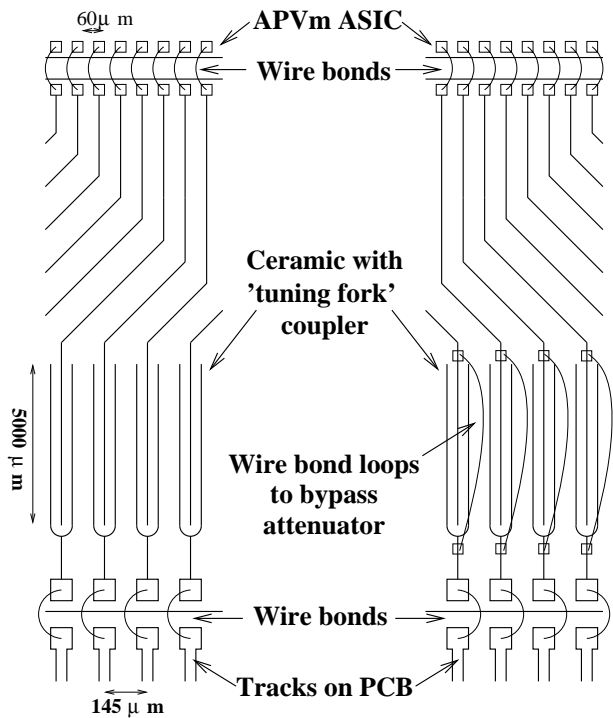 60μ m
APVm ASIC
Wire bonds
Ceramic with
’tuning fork’
coupler
5000 μ m
Wire bond loops
to bypass
attenuator
Wire bonds
Tracks on PCB
145 μ m